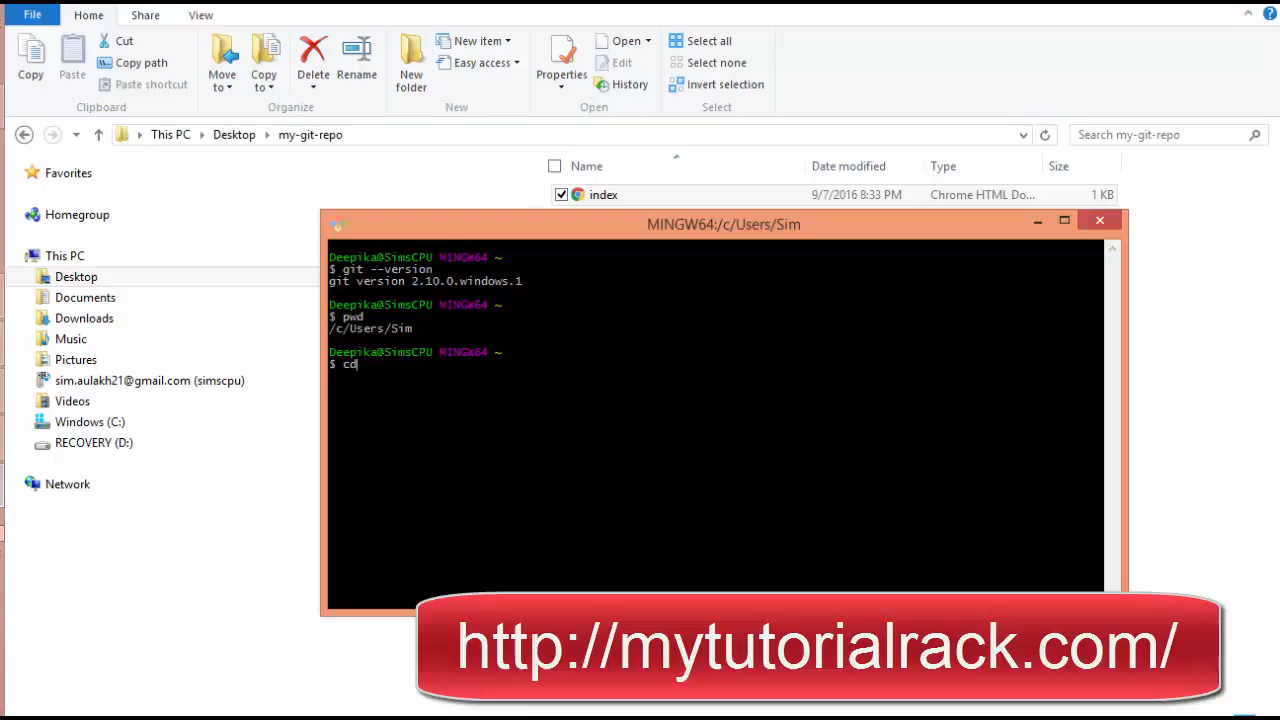 File Home Share View
Copy
Paste
Cut
Copy path
Paste shortcut
Clipboard
Move to
Copy to
Delete
Rename
Organize
New folder
New item
Easy access
New
Properties
Open
Edit
History
Open
Select all
Select none
Invert selection
Select
This PC Desktop my-git-repo
Search my-git-repo
Favorites
Homegroup
This PC
Desktop
Documents
Downloads
Music
Pictures
sim.aulakh21@gmail.com (simscpu)
Videos
Windows (C:)
RECOVERY (D:)
Network
Name Date modified Type Size
index 9/7/2016 8:33 PM Chrome HTML Do... 1 KB
MINGW64:/c/Users/Sim
Deepika@SimsCPU MINGW64 ~
$ git --version
git version 2.10.0.windows.1
Deepika@SimsCPU MINGW64 ~
$ pwd
/c/Users/Sim
Deepika@SimsCPU MINGW64 ~
$ cd
http://mytutorialrack.com/